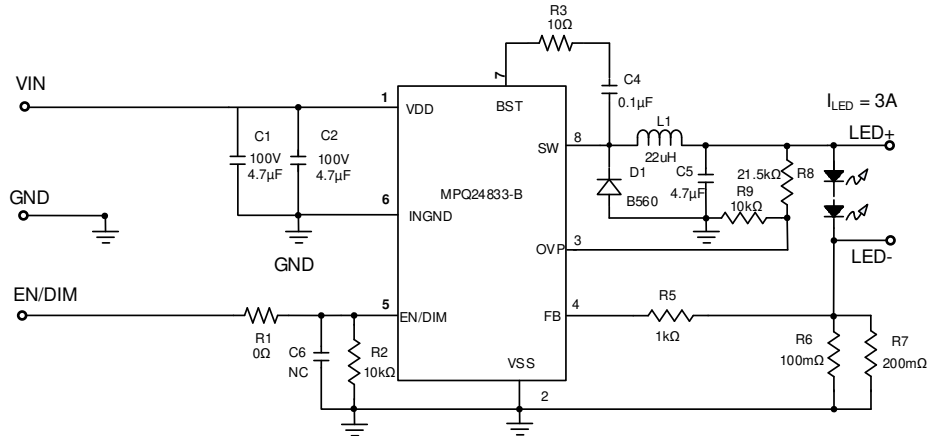 R3
10Ω
7
BST
C4
0.1µF
VIN
1
VDD
C1
100V
4.7µF
C2
100V
4.7µF
ILED = 3A
LED+
L1
22uH
8
SW
D1
B560
C5
4.7µF
21.5kΩ
R8
R9
10kΩ
MPQ24833-B
GND
6
INGND
GND
OVP
3
LED-
EN/DIM
5
EN/DIM
FB
4
R5
1kΩ
R1
0Ω
C6
NC
R2
10kΩ
VSS
2
R6
100mΩ
R7
200mΩ